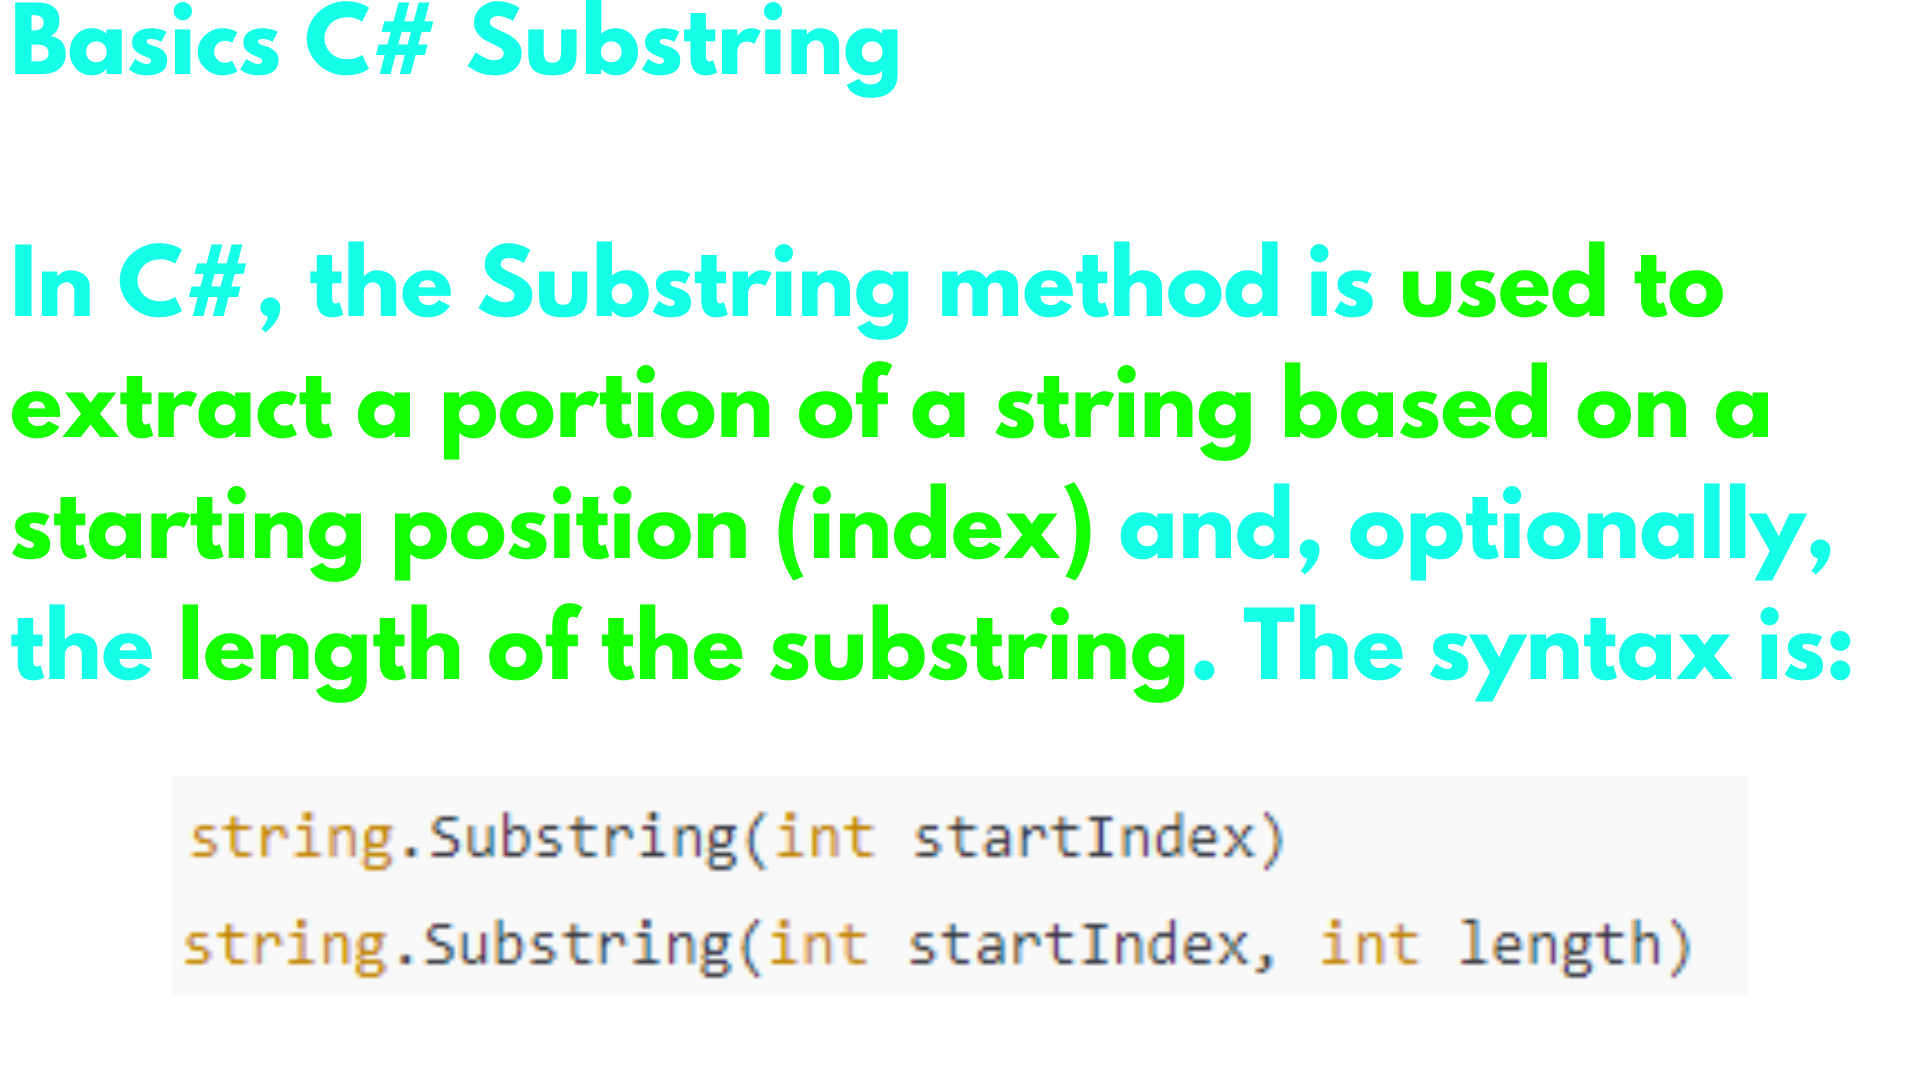 Basics C# Substring
In C#, the Substring method is used to
extract a portion of a string based on a
starting position (index) and, optionally,
the length of the substring. The syntax is:
string.Substring(int startIndex)
string.Substring(int startIndex, int length)